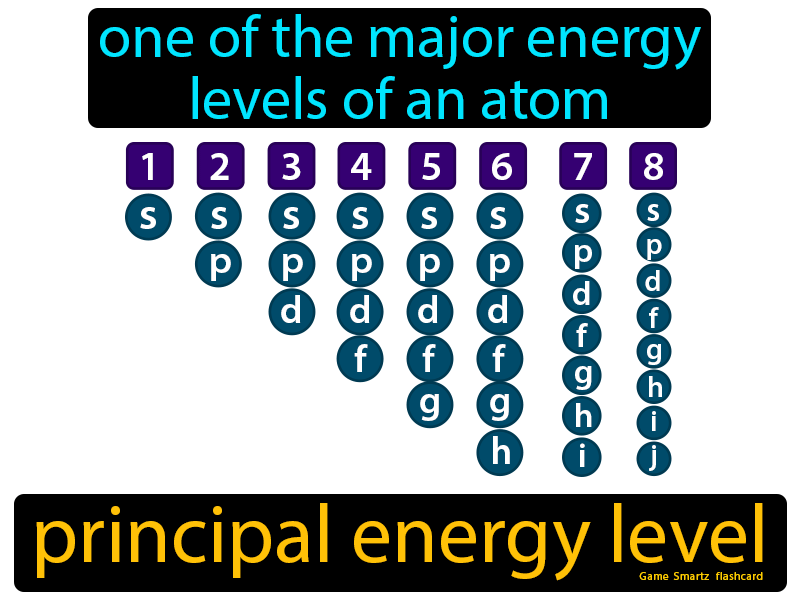 one of the major energy
levels of an atom
1 2 3 4 5 6 7 8
s s s s s s s s
p p p p p p p
d d d d d d
f f f f f
g g g g
h h h
i i
j
principal energy level
Game Smartz flashcard